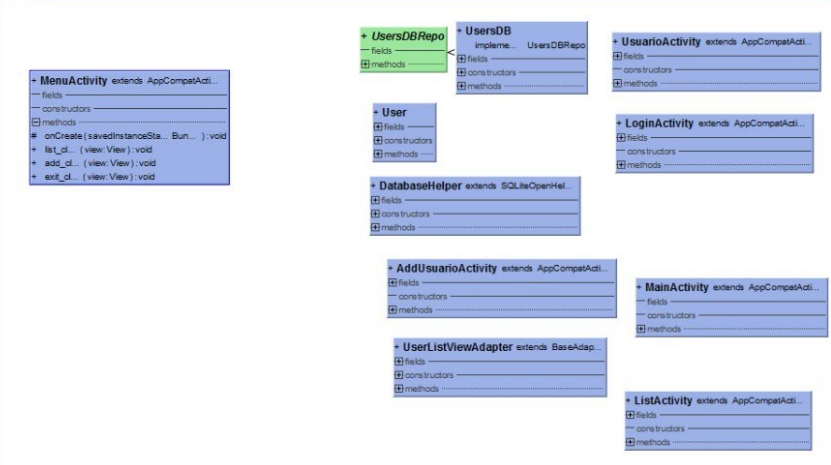 + MenuActivity extends AppCompatActi...
fields
constructors
methods
# onCreate (savedInstanceSta... Bun... ):void
+ list_cl... (view:View):void
+ add_cl... (view:View):void
+ exit_cl... (view:View):void
+ UsersDBRepo
fields
methods
+ UsersDB
impleme... UsersDBRepo
fields
constructors
methods
+ UsuarioActivity extends AppCompatActi...
fields
constructors
methods
+ User
fields
constructors
methods
+ LoginActivity extends AppCompatActi...
fields
constructors
methods
+ DatabaseHelper extends SQLiteOpenHel...
fields
constructors
methods
+ AddUsuarioActivity extends AppCompatActi...
fields
constructors
methods
+ MainActivity extends AppCompatActi...
fields
constructors
methods
+ UserListViewAdapter extends BaseAdap...
fields
constructors
methods
+ ListActivity extends AppCompatActi...
fields
constructors
methods